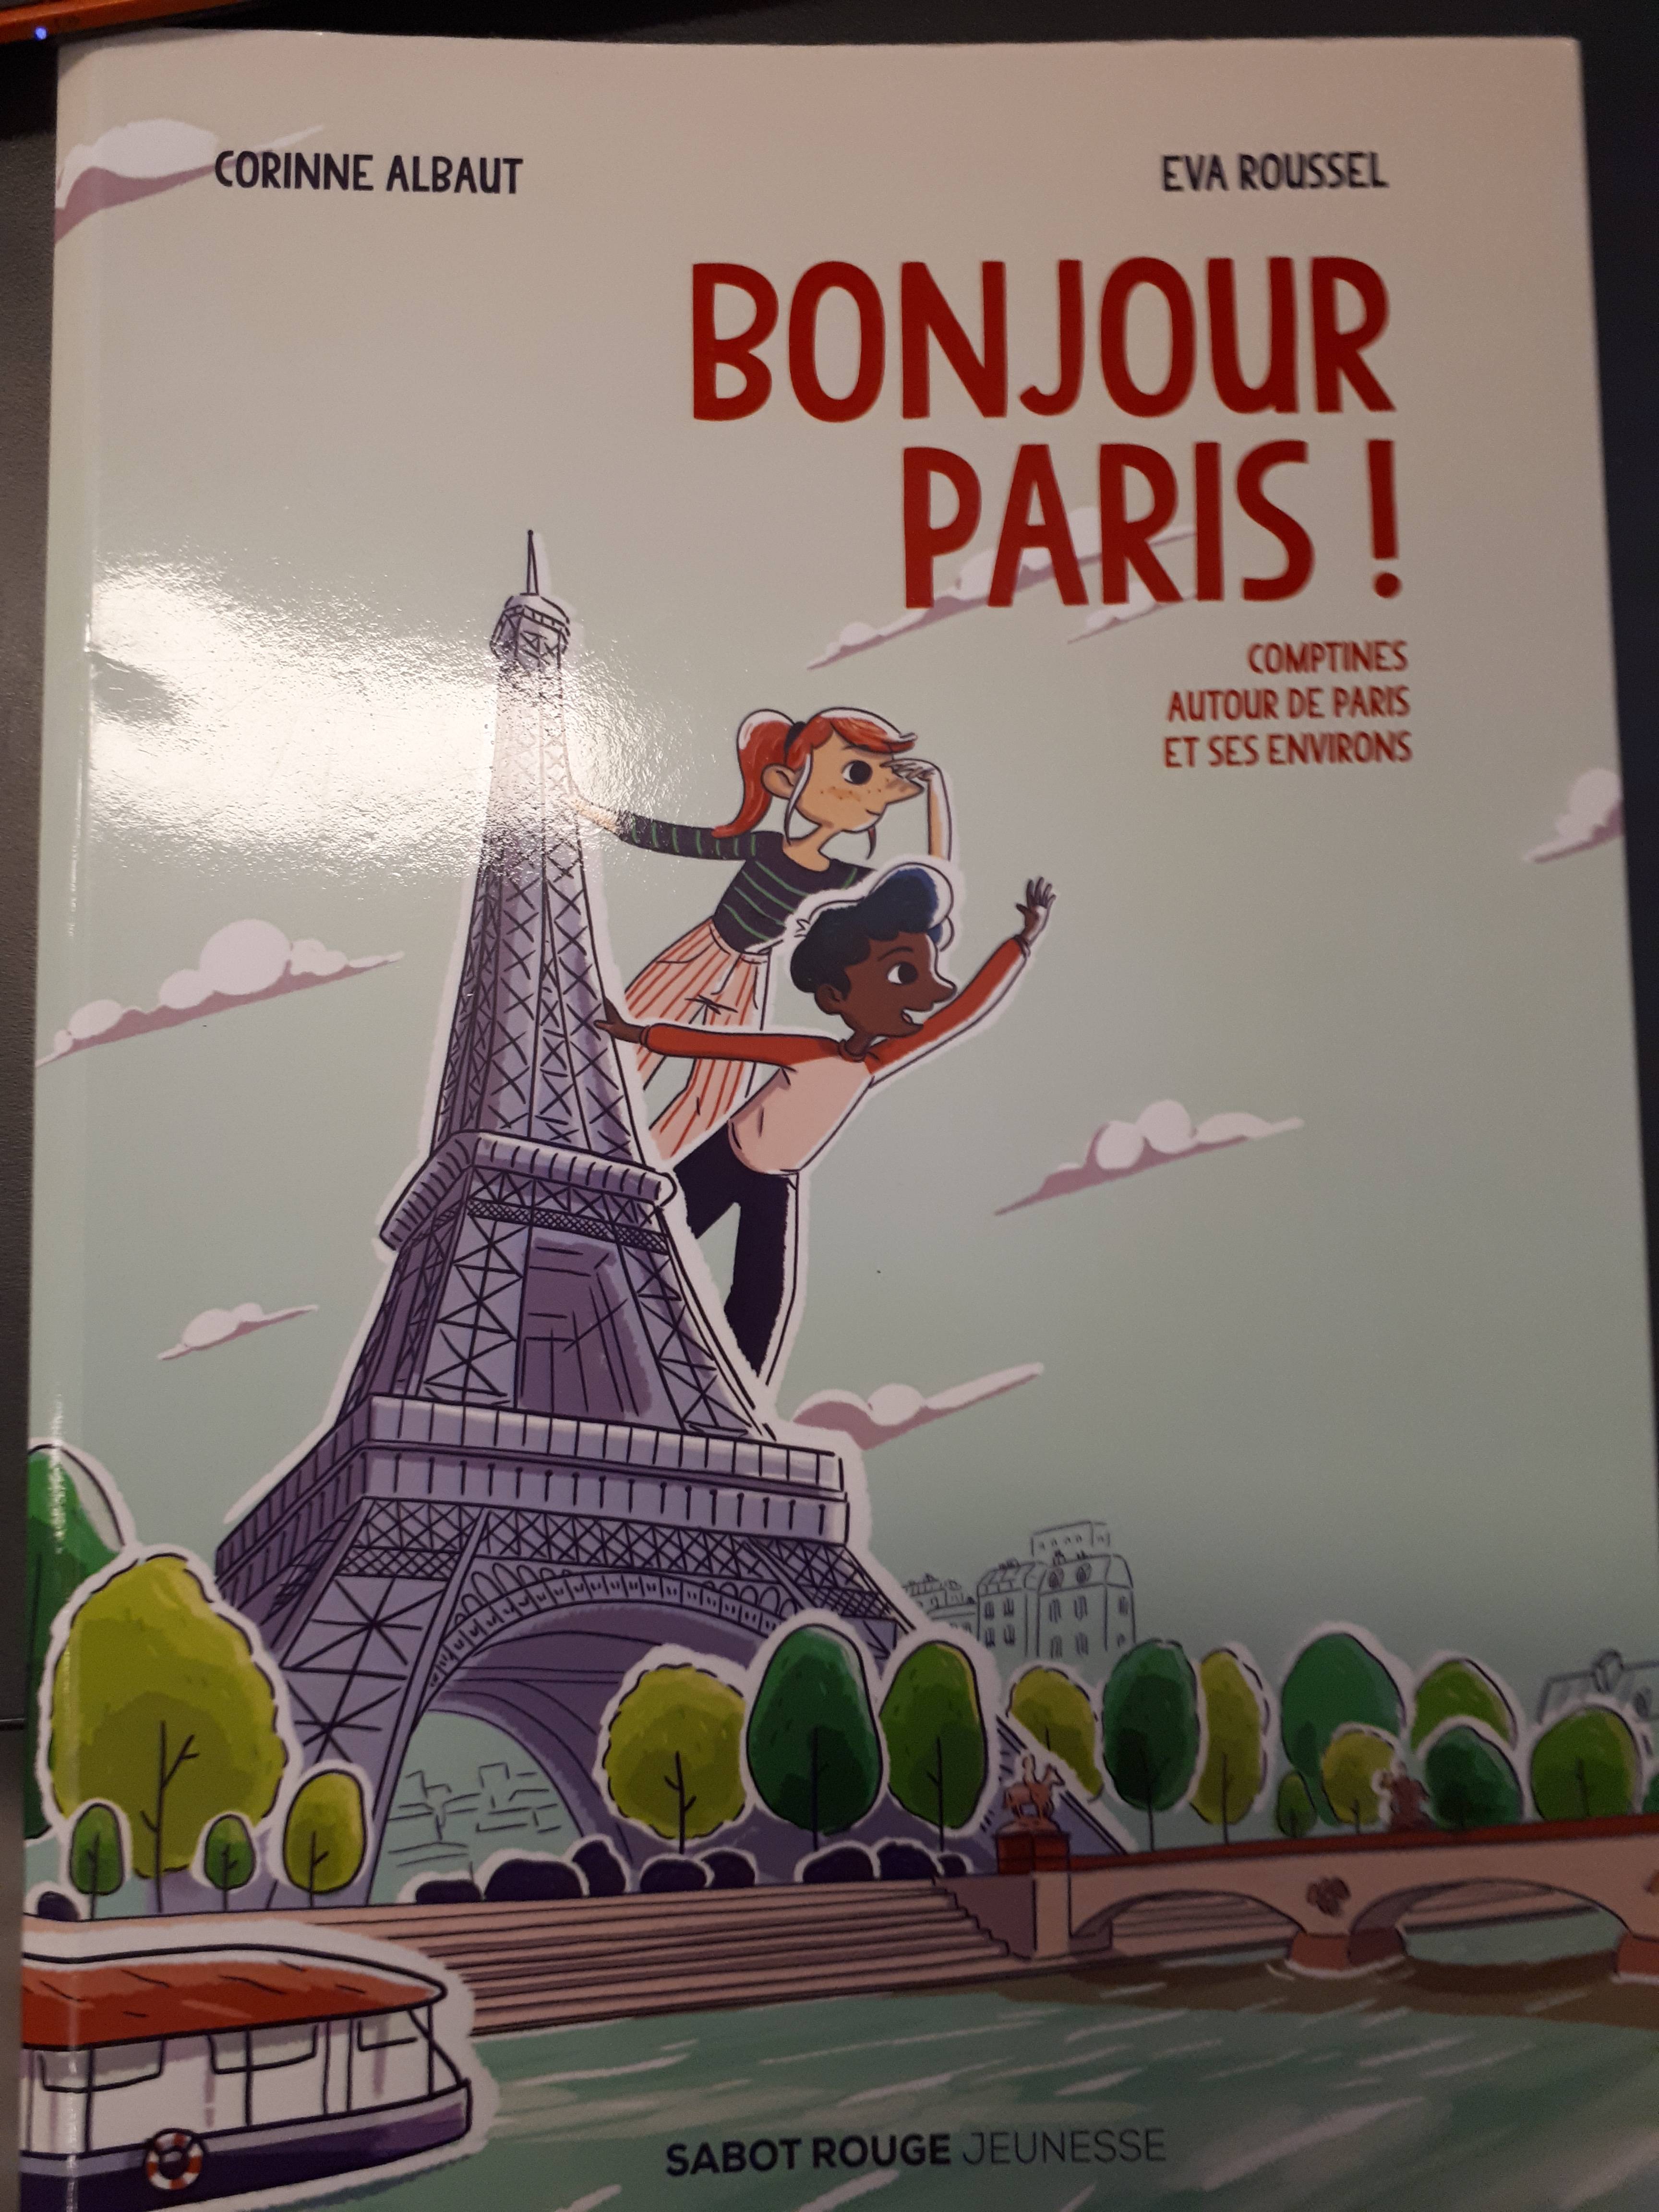 CORINNE ALBAUT
EVA ROUSSEL
BONJOUR
PARIS !
COMPTINES
AUTOUR DE PARIS
ET SES ENVIRONS
SABOT ROUGE JEUNESSE